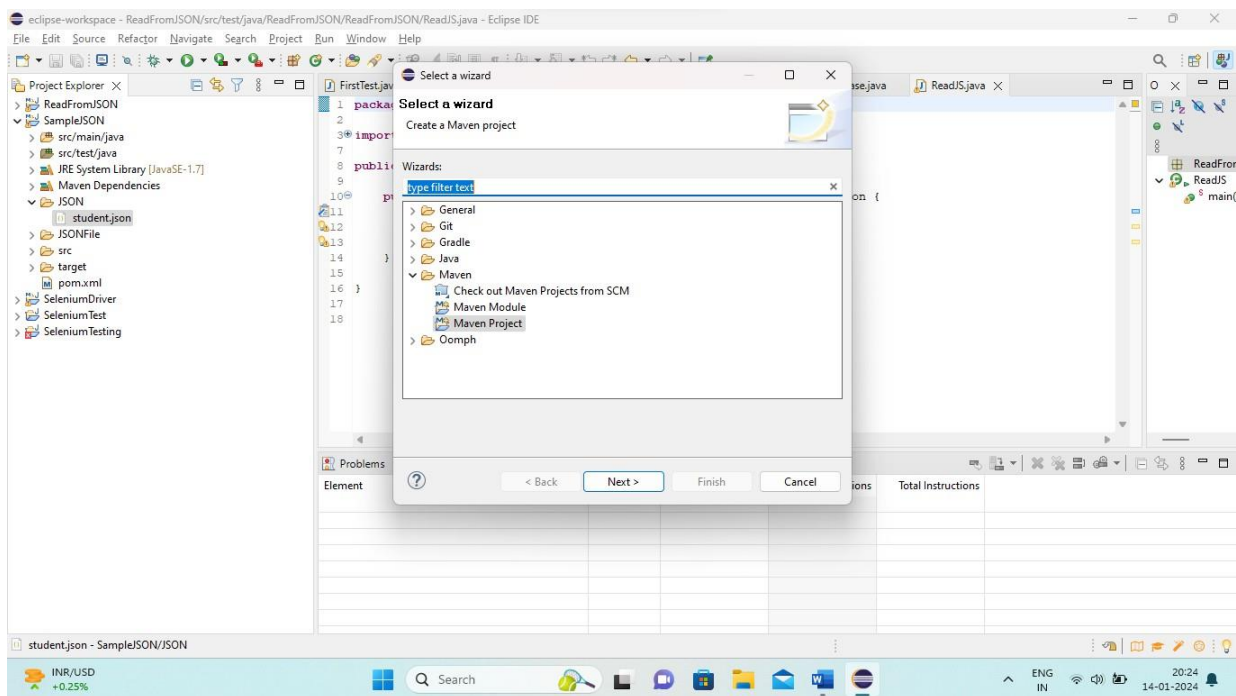 eclipse-workspace - ReadFromJSON/src/test/java/ReadFromJSON/ReadFromJSON/ReadJS.java - Eclipse IDE
File Edit Source Refactor Navigate Search Project Run Window Help
Project Explorer
ReadFromJSON
SampleJSON
src/main/java
src/test/java
JRE System Library [JavaSE-1.7]
Maven Dependencies
JSON
student.json
JSONFile
src
target
pom.xml
SeleniumDriver
SeleniumTest
SeleniumTesting
FirstTest.jav
ase.java
ReadJS.java
1 packa
2
3 impor
7
8 publi
9
10 p
on {
11
12
13
14 }
15
16 }
17
18
Select a wizard
Select a wizard
Create a Maven project
Wizards:
type filter text
General
Git
Gradle
Java
Maven
Check out Maven Projects from SCM
Maven Module
Maven Project
Oomph
< Back Next > Finish Cancel
ReadFror
ReadJS
S main(
Problems
Element
ions Total Instructions
student.json - SampleJSON/JSON
INR/USD
+0.25%
Search
ENG
IN
20:24
14-01-2024